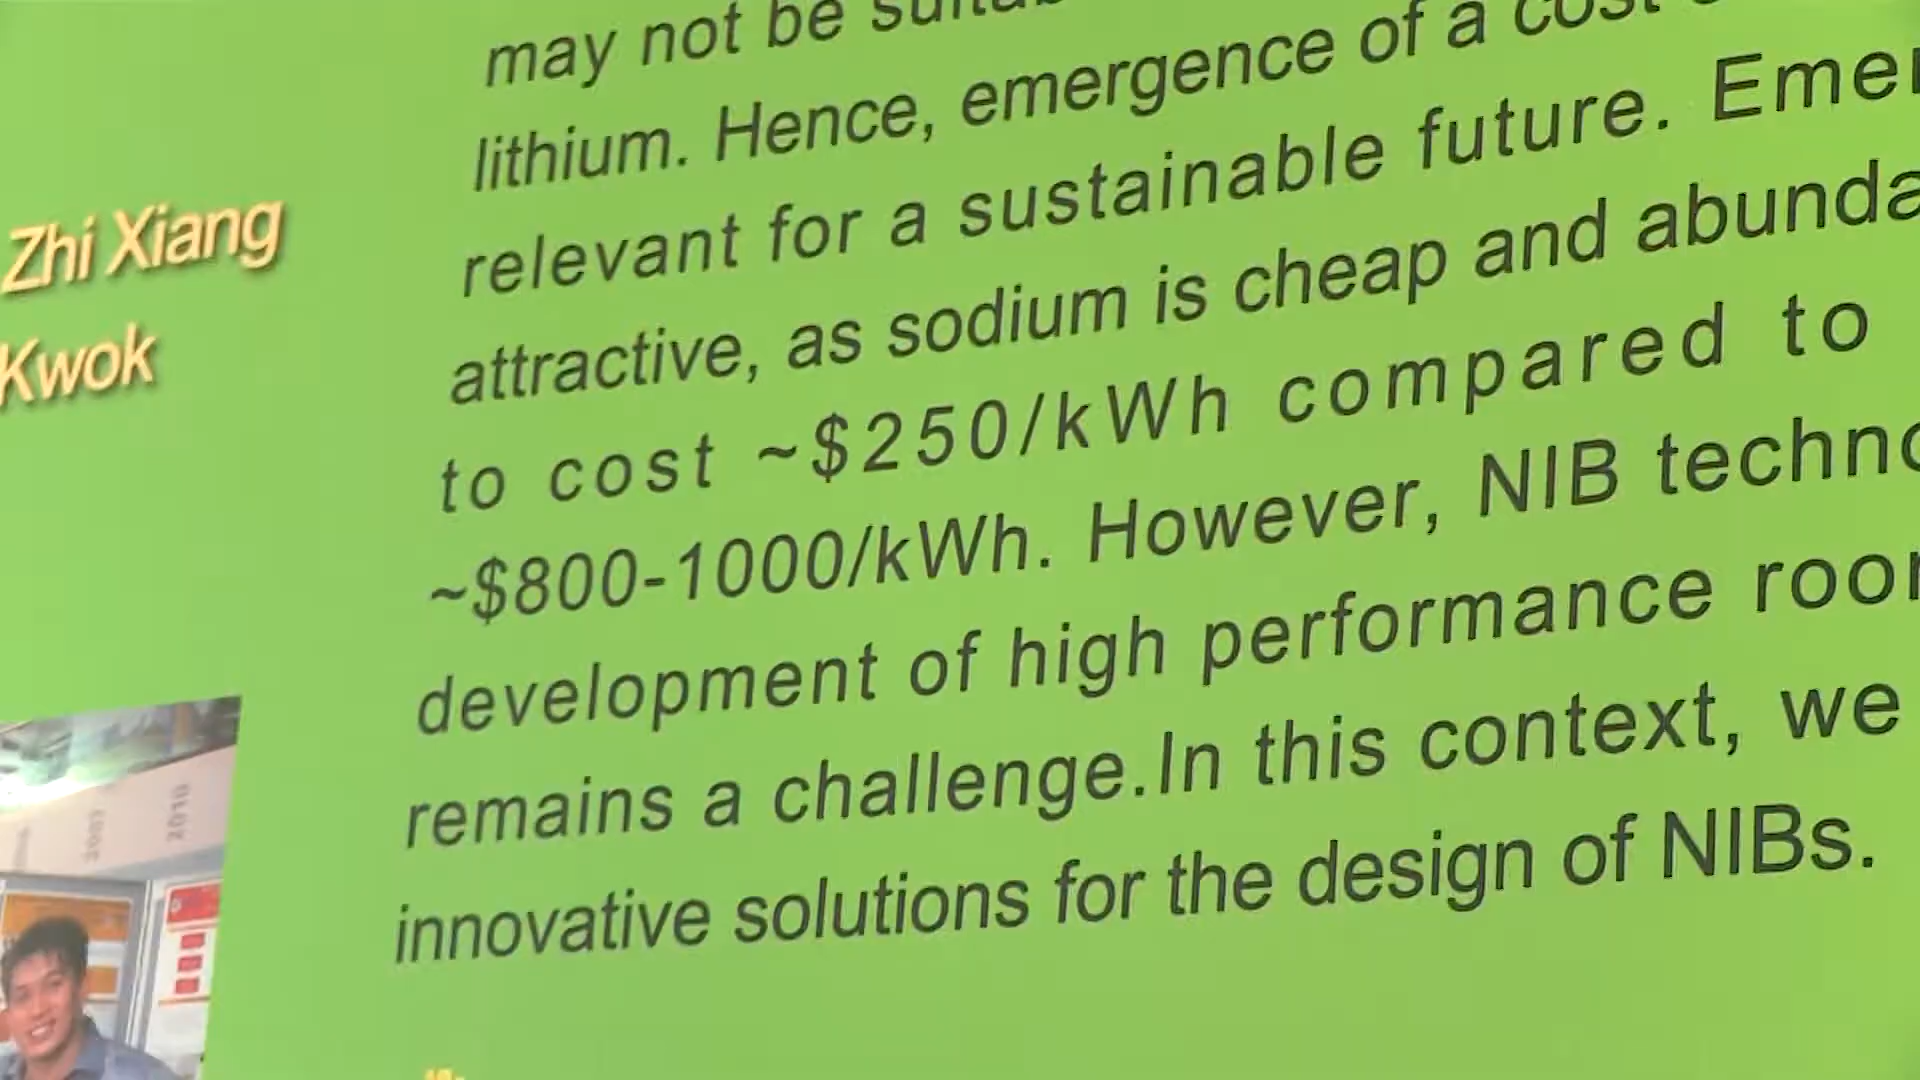 may not be
lithium. Hence, emergence of a
relevant for a sustainable future.
attractive, as sodium is cheap and
to cost ~$250/kWh compared to
~$800-1000/kWh. However, NIB
development of high performance
remains a challenge.In this context, we
innovative solutions for the design of NIBs.
Zhi Xiang
Kwok
2007
2010